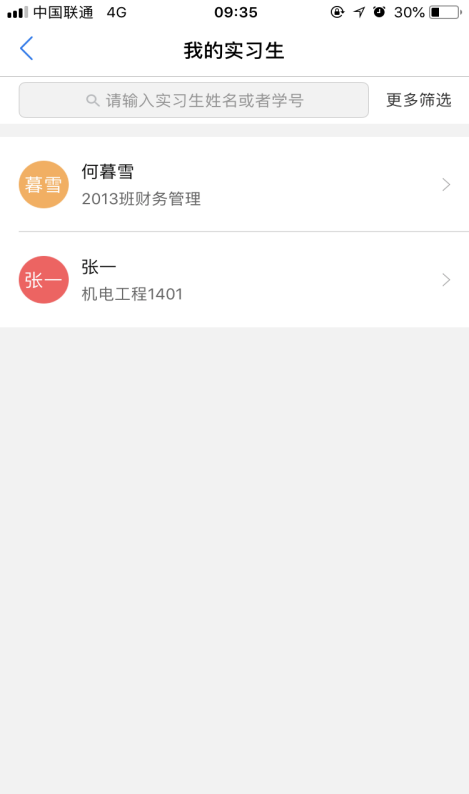 中国联通 4G 09:35 30%
我的实习生
请输入实习生姓名或者学号 更多筛选
暮雪 何暮雪
2013班财务管理
张一 张一
机电工程1401